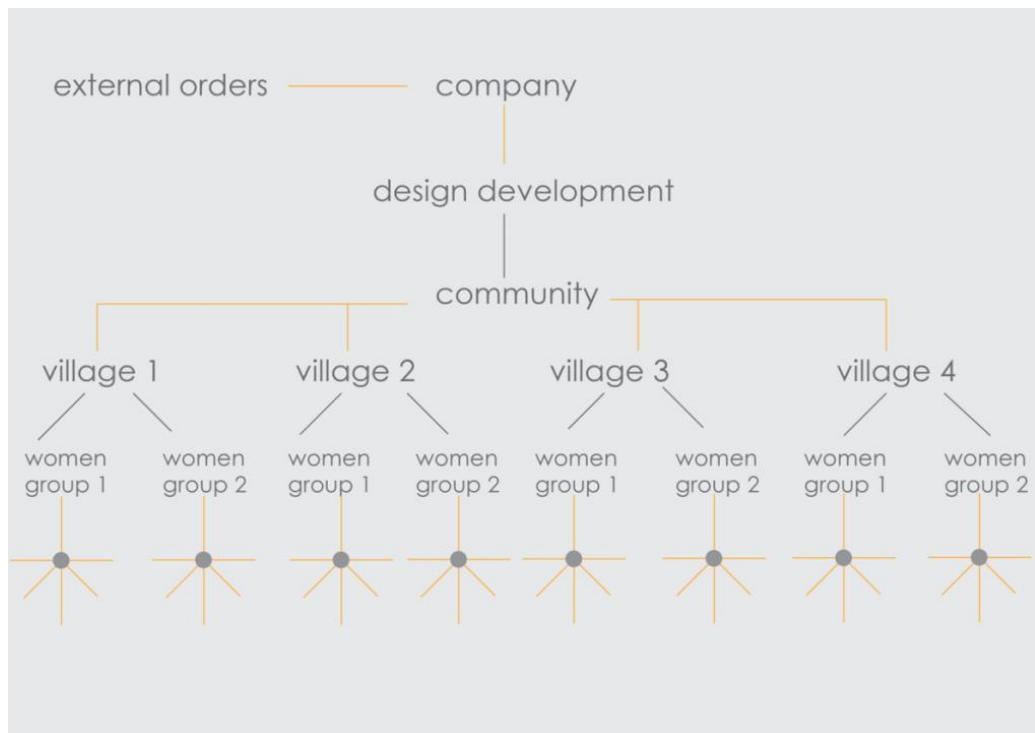 external orders
company
design development
community
village 1
village 2
village 3
village 4
women
group 1
women
group 2
women
group 1
women
group 2
women
group 1
women
group 2
women
group 1
women
group 2